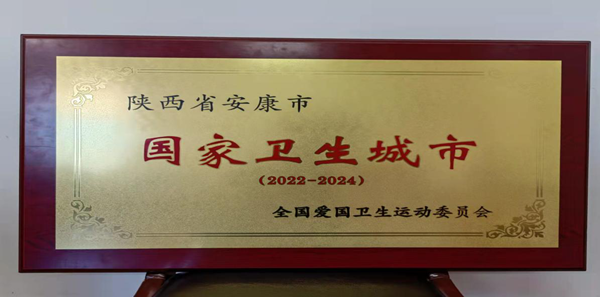 陕西省安康市
国家卫生城市
(2022-2024)
全国爱国卫生运动委员会